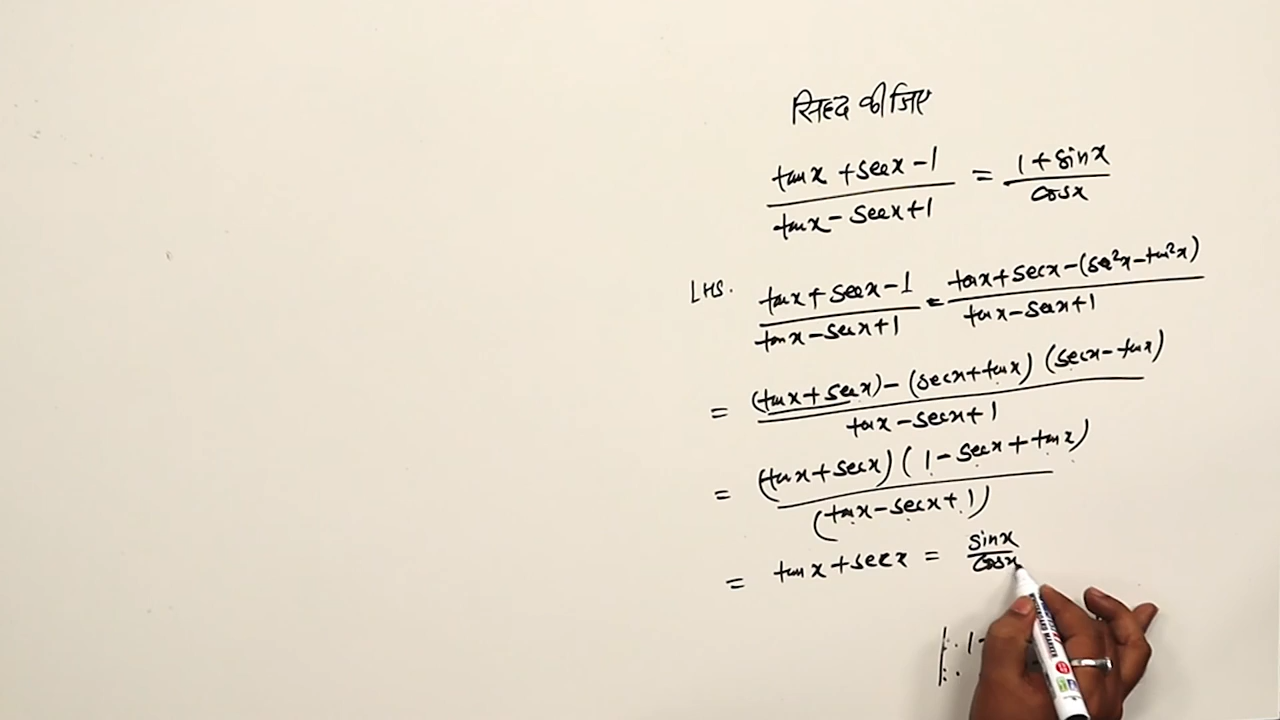 सिद्ध कीजिए
(tan x + sec x - 1)/(tan x - sec x + 1) = (1 + sin x)/(cos x)
LHS. (tan x + sec x - 1)/(tan x - sec x + 1) = (tan x + sec x - (sec²x - tan²x))/(tan x - sec x + 1)
= ((tan x + sec x) - (sec x + tan x) (sec x - tan x))/(tan x - sec x + 1)
= ((tan x + sec x) (1 - sec x + tan x))/((tan x - sec x + 1))
= tan x + sec x = (sin x)/(cos x)